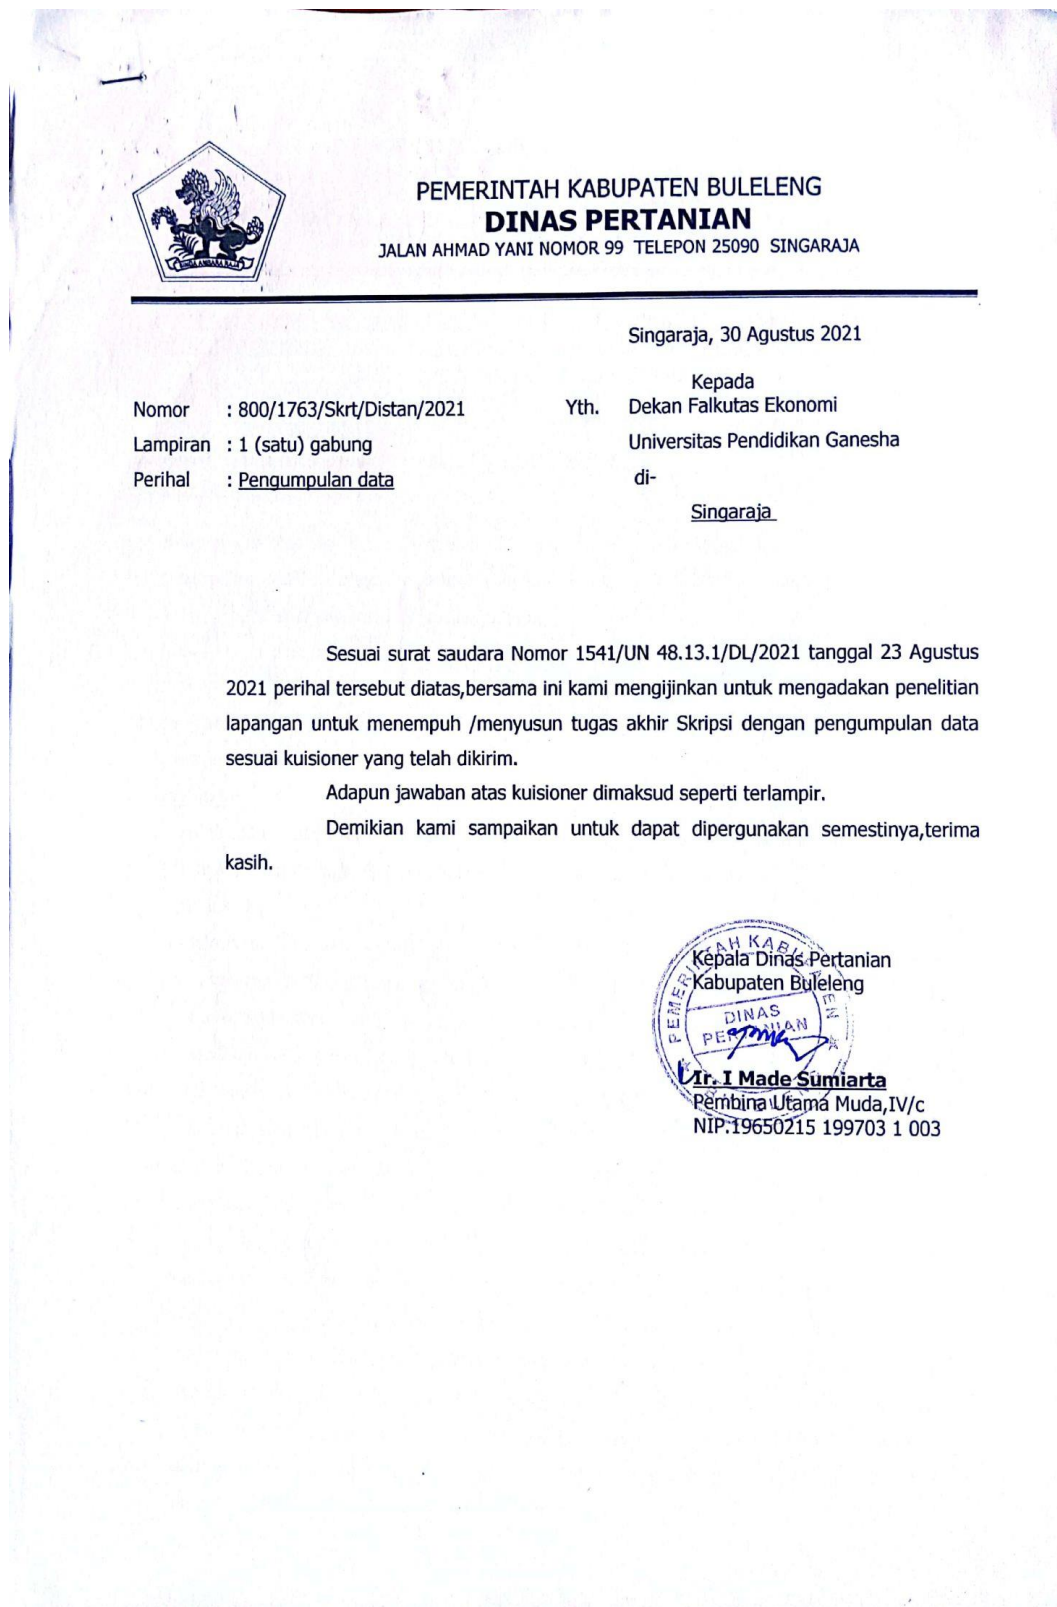 PEMERINTAH KABUPATEN BULELENG
DINAS PERTANIAN
JALAN AHMAD YANI NOMOR 99 TELEPON 25090 SINGARAJA
Singaraja, 30 Agustus 2021
Kepada
Nomor : 800/1763/Skrt/Distan/2021
Lampiran : 1 (satu) gabung
Perihal : Pengumpulan data
Yth. Dekan Falkutas Ekonomi
Universitas Pendidikan Ganesha
di-
Singaraja
Sesuai surat saudara Nomor 1541/UN 48.13.1/DL/2021 tanggal 23 Agustus
2021 perihal tersebut diatas,bersama ini kami mengijinkan untuk mengadakan penelitian
lapangan untuk menempuh /menyusun tugas akhir Skripsi dengan pengumpulan data
sesuai kuisioner yang telah dikirim.
Adapun jawaban atas kuisioner dimaksud seperti terlampir.
Demikian kami sampaikan untuk dapat dipergunakan semestinya,terima
kasih.
Kepala Dinas Pertanian
Kabupaten Buleleng
PEMERINTAH KABUPATEN
DINAS
PERTANIAN
Ir. I Made Sumiarta
Pembina Utama Muda,IV/c
NIP.19650215 199703 1 003